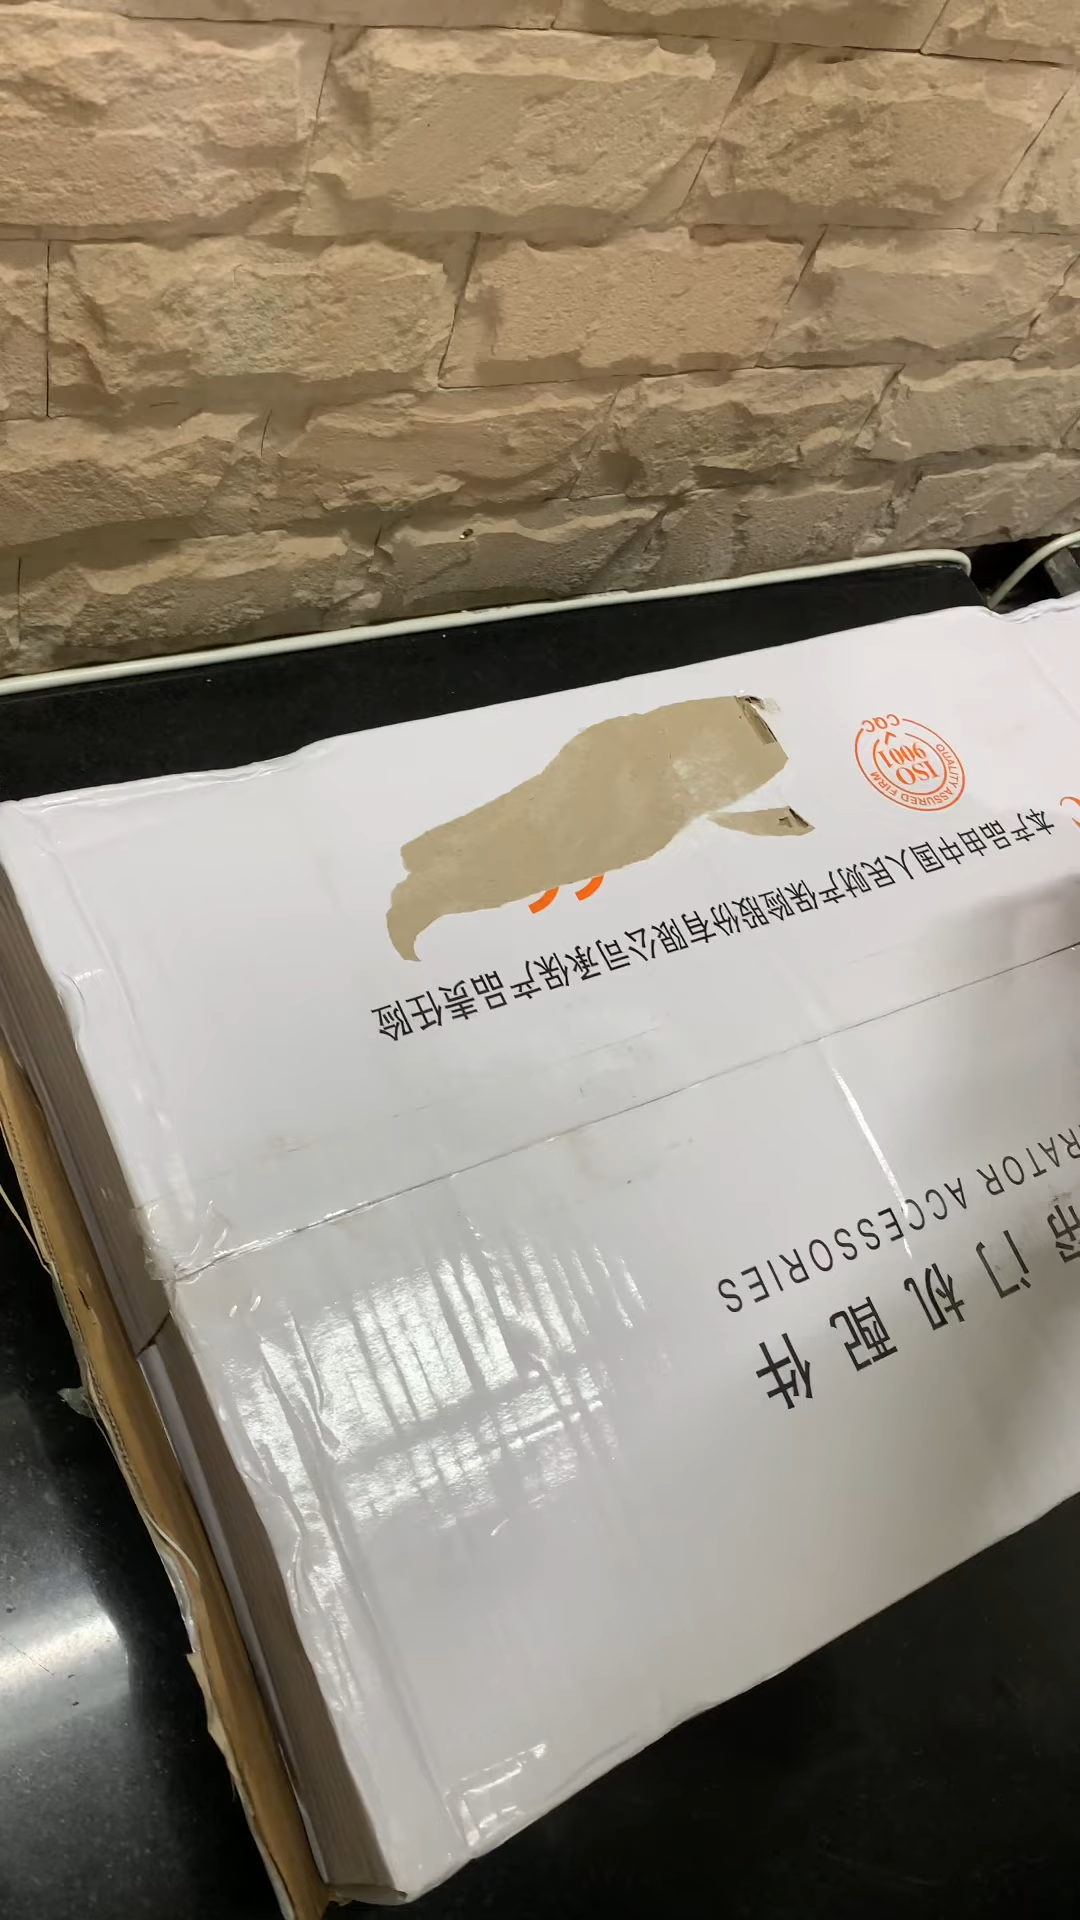 门机配件
RATOR ACCESSORIES
本产品由中国人民财产保险股份有限公司承保产品责任险
CQC
ISO
9001
QUALITY ASSURED FIRM